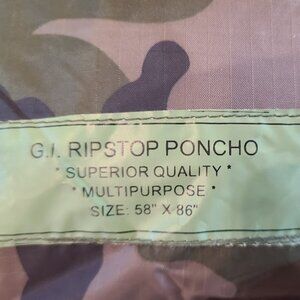 G.I. RIPSTOP PONCHO
* SUPERIOR QUALITY *
* MULTIPURPOSE *
SIZE: 58" X 86"